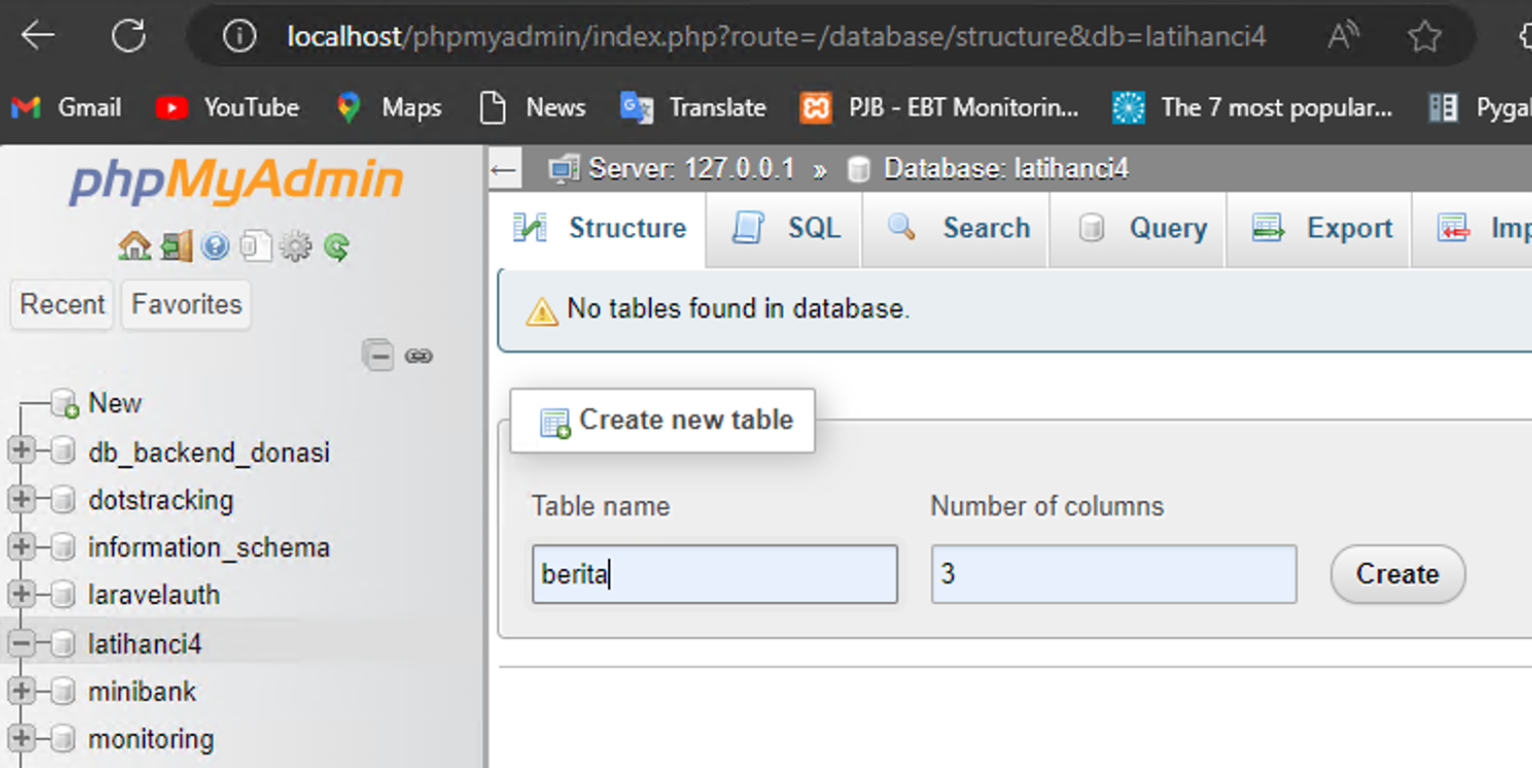 localhost/phpmyadmin/index.php?route=/database/structure&db=latihanci4
Gmail YouTube Maps News Translate PJB - EBT Monitorin... The 7 most popular... Pygal
phpMyAdmin
Recent Favorites
New
db_backend_donasi
dotstracking
information_schema
laravelauth
latihanci4
minibank
monitoring
Server: 127.0.0.1 » Database: latihanci4
Structure SQL Search Query Export Imp
No tables found in database.
Create new table
Table name Number of columns
berita 3 Create